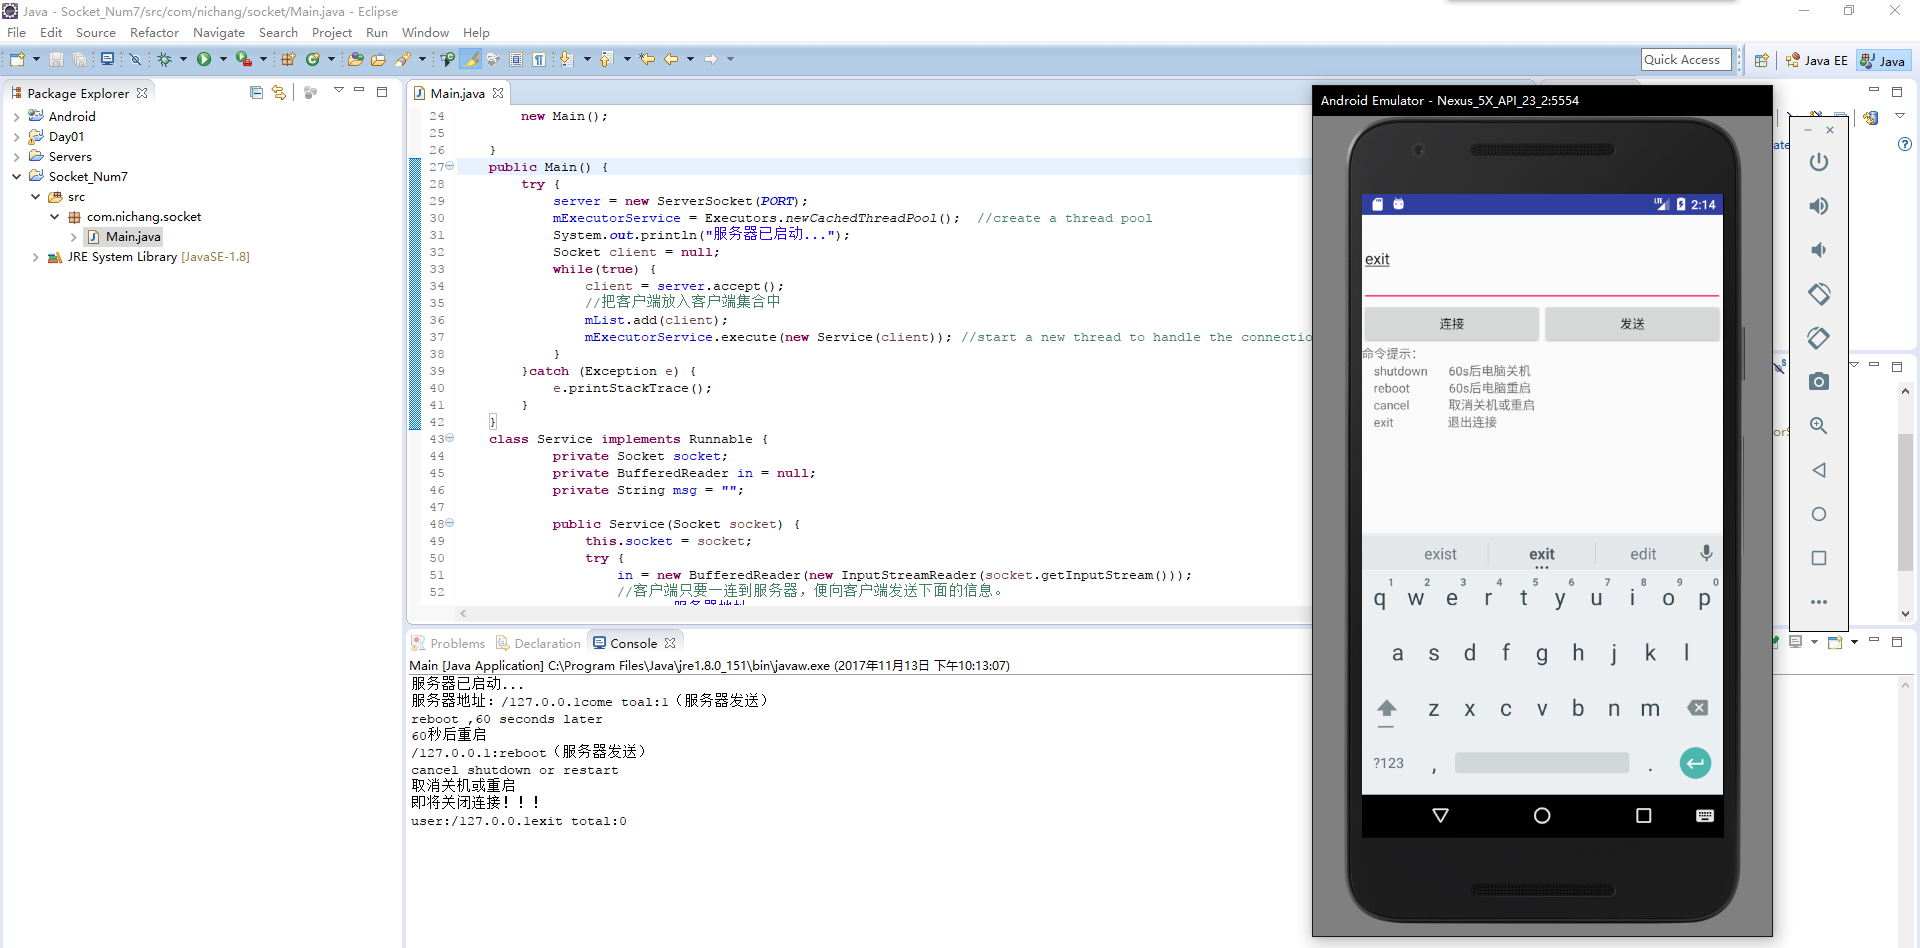 Java - Socket_Num7/src/com/nichang/socket/Main.java - Eclipse
File Edit Source Refactor Navigate Search Project Run Window Help
Quick Access
Java EE
Java
Package Explorer
Android
Day01
Servers
Socket_Num7
src
com.nichang.socket
Main.java
JRE System Library [JavaSE-1.8]
Main.java
24 new Main();
25
26 }
27 public Main() {
28 try {
29 server = new ServerSocket(PORT);
30 mExecutorService = Executors.newCachedThreadPool(); //create a thread pool
31 System.out.println("服务器已启动...");
32 Socket client = null;
33 while(true) {
34 client = server.accept();
35 //把客户端放入客户端集合中
36 mList.add(client);
37 mExecutorService.execute(new Service(client)); //start a new thread to handle the connectio
38 }
39 }catch (Exception e) {
40 e.printStackTrace();
41 }
42 }
43 class Service implements Runnable {
44 private Socket socket;
45 private BufferedReader in = null;
46 private String msg = "";
47
48 public Service(Socket socket) {
49 this.socket = socket;
50 try {
51 in = new BufferedReader(new InputStreamReader(socket.getInputStream()));
52 //客户端只要一连到服务器，便向客户端发送下面的信息。
Problems Declaration Console
Main [Java Application] C:\Program Files\Java\jre1.8.0_151\bin\javaw.exe (2017年11月13日 下午10:13:07)
服务器已启动...
服务器地址：/127.0.0.1come toal:1（服务器发送）
reboot ,60 seconds later
60秒后重启
/127.0.0.1:reboot（服务器发送）
cancel shutdown or restart
取消关机或重启
即将关闭连接！！！
user:/127.0.0.1exit total:0
Android Emulator - Nexus_5X_API_23_2:5554
LTE 2:14
exit
连接 发送
命令提示：
shutdown 60s后电脑关机
reboot 60s后电脑重启
cancel 取消关机或重启
exit 退出连接
exist exit edit
1 2 3 4 5 6 7 8 9 0
q w e r t y u i o p
a s d f g h j k l
z x c v b n m
?123 , .